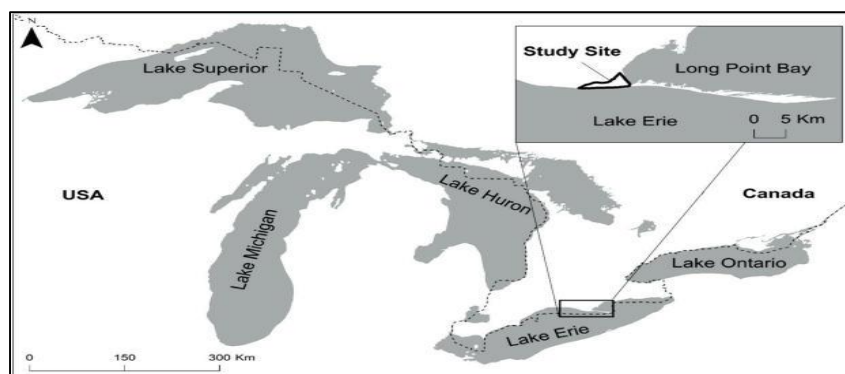 N
Lake Superior
Study Site
Long Point Bay
Lake Erie
0 5 Km
USA
Canada
Lake Huron
Lake Michigan
Lake Ontario
Lake Erie
0 150 300 Km